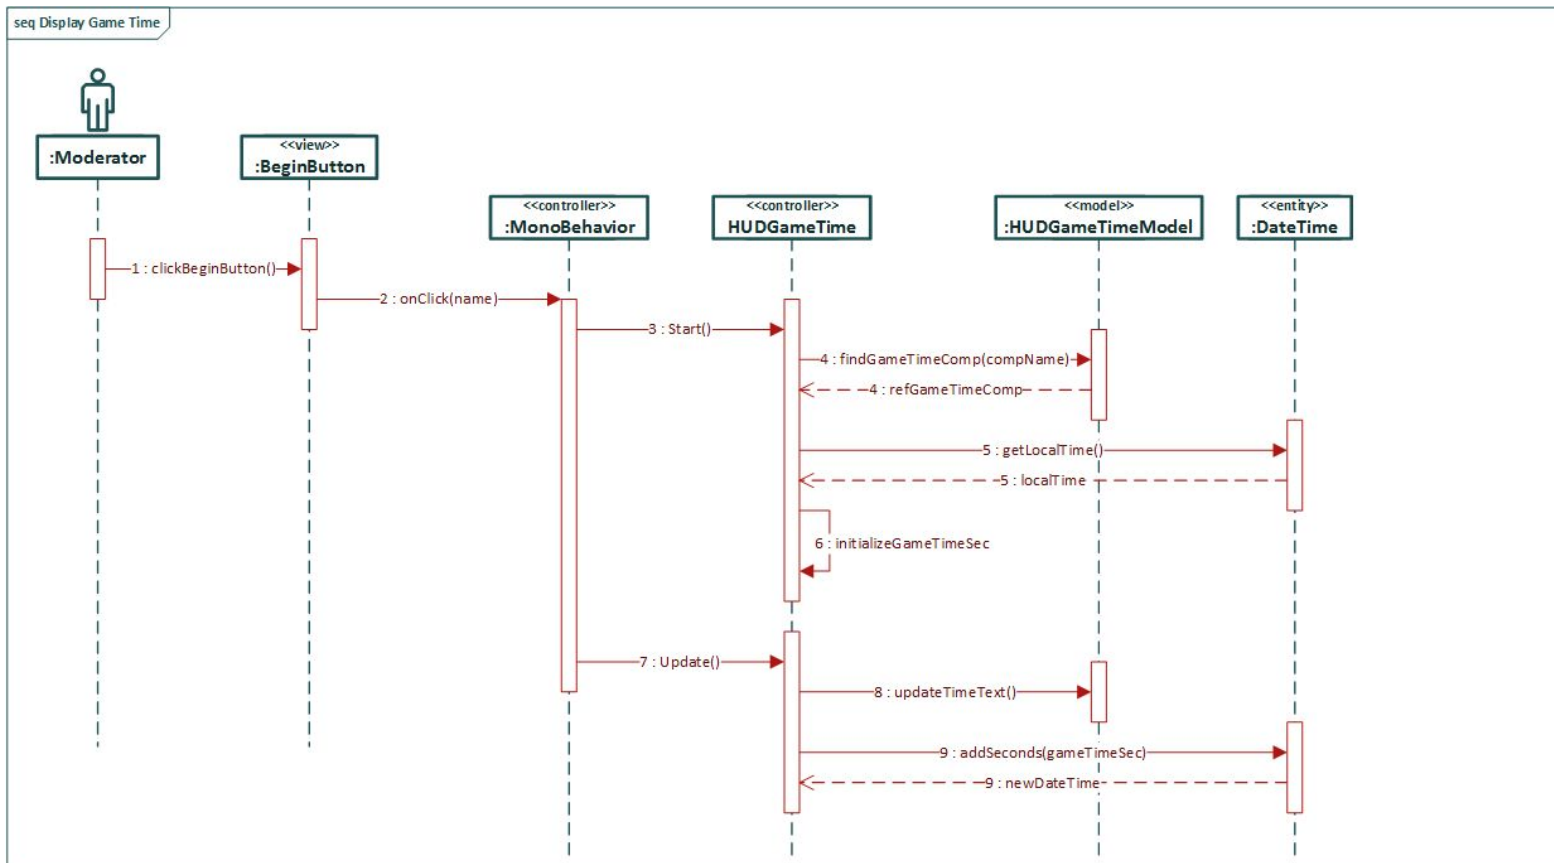 seq Display Game Time
:Moderator
<<view>>
:BeginButton
<<controller>>
:MonoBehavior
<<controller>>
HUDGameTime
<<model>>
:HUDGameTimeModel
<<entity>>
:DateTime
1 : clickBeginButton()
2 : onClick(name)
3 : Start()
4 : findGameTimeComp(compName)
4 : refGameTimeComp
5 : getLocalTime()
5 : localTime
6 : initializeGameTimeSec
7 : Update()
8 : updateTimeText()
9 : addSeconds(gameTimeSec)
9 : newDateTime